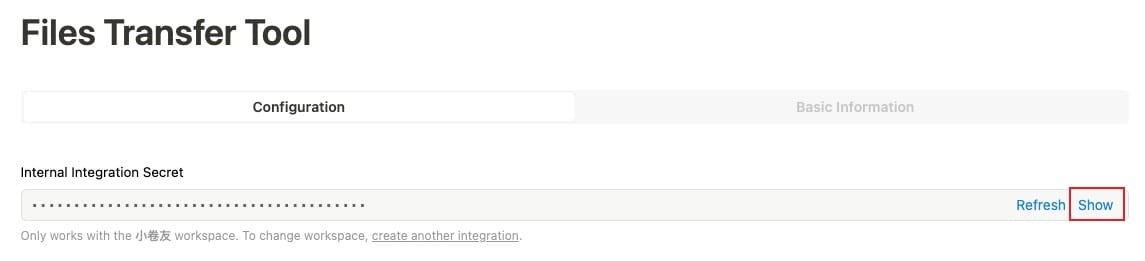 Files Transfer Tool
Configuration Basic Information
Internal Integration Secret
••••••••••••••••••••••••••••••••••••••••• Refresh Show
Only works with the 小卷友 workspace. To change workspace, create another integration.